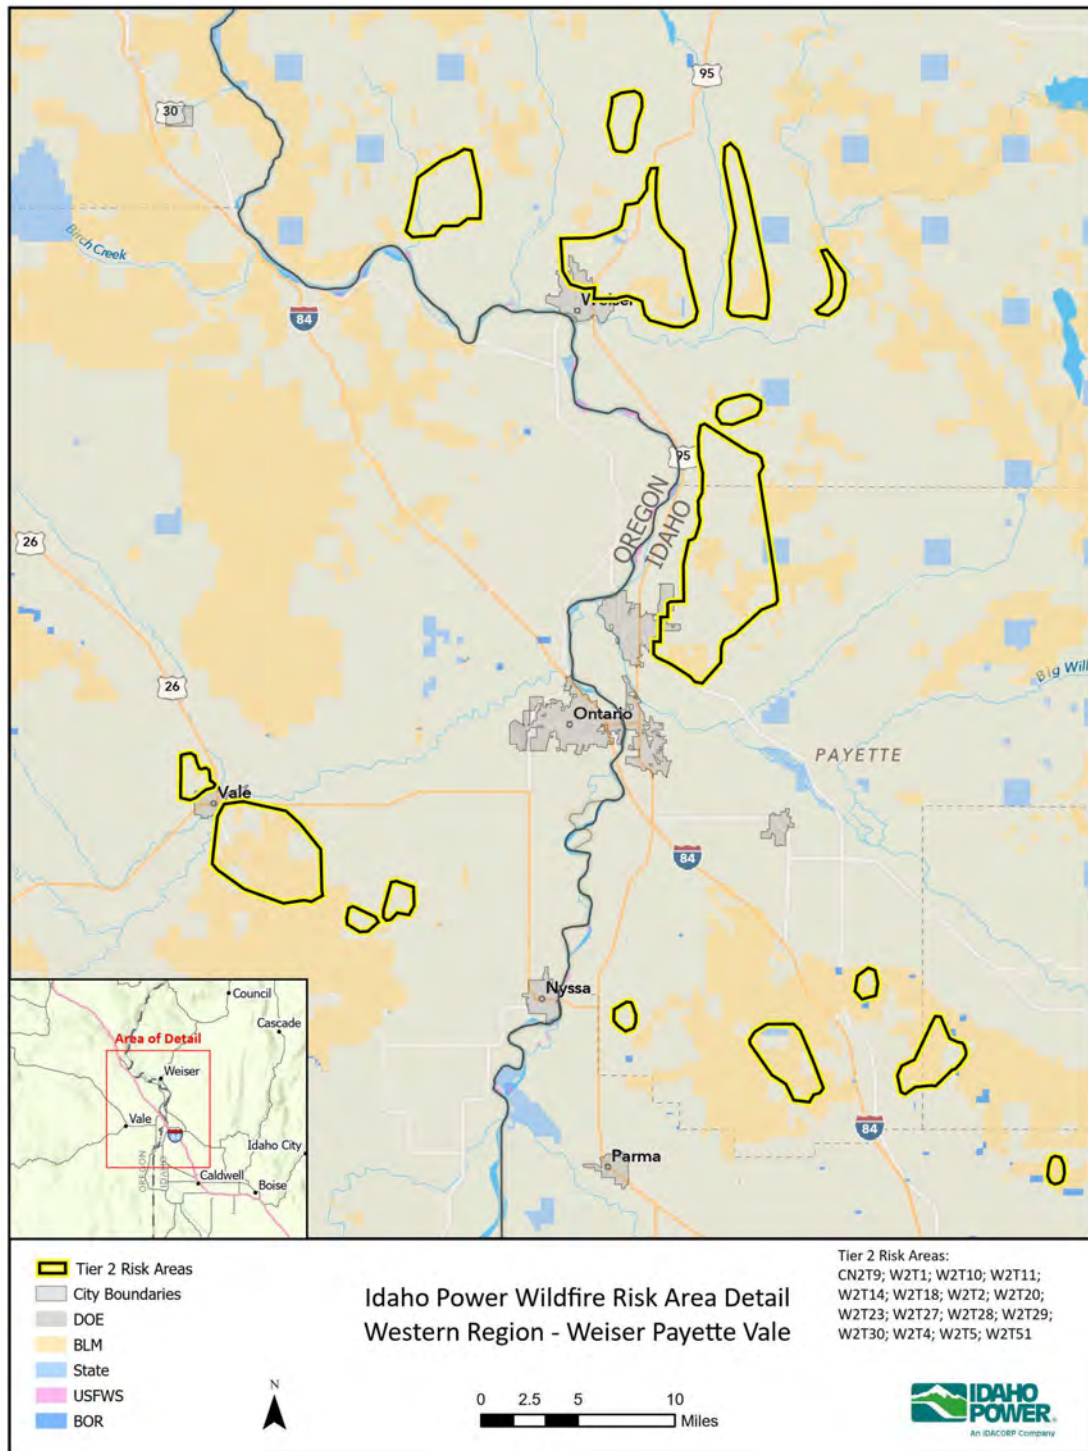 95
30
Birch Creek
84
Weiser
95
OREGON
IDAHO
26
26
Big Will
Ontario
PAYETTE
Vale
84
Nyssa
84
Parma
Council
Cascade
Area of Detail
Weiser
Vale
Idaho City
OREGON
IDAHO
Caldwell
Boise
Tier 2 Risk Areas
City Boundaries
DOE
BLM
State
USFWS
BOR
Idaho Power Wildfire Risk Area Detail
Western Region - Weiser Payette Vale
N
0 2.5 5 10
Miles
Tier 2 Risk Areas:
CN2T9; W2T1; W2T10; W2T11;
W2T14; W2T18; W2T2; W2T20;
W2T23; W2T27; W2T28; W2T29;
W2T30; W2T4; W2T5; W2T51
IDAHO
POWER
An IDACORP Company